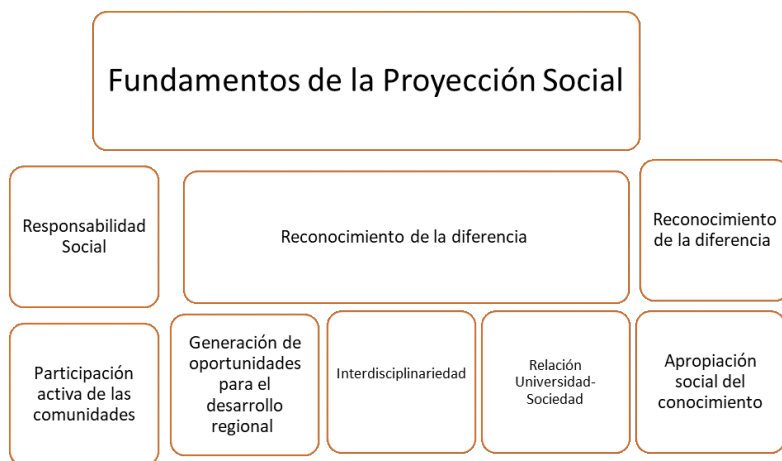 Fundamentos de la Proyección Social
Responsabilidad
Social
Reconocimiento de la diferencia
Reconocimiento
de la diferencia
Participación
activa de las
comunidades
Generación de
oportunidades
para el
desarrollo
regional
Interdisciplinariedad
Relación
Universidad-
Sociedad
Apropiación
social del
conocimiento